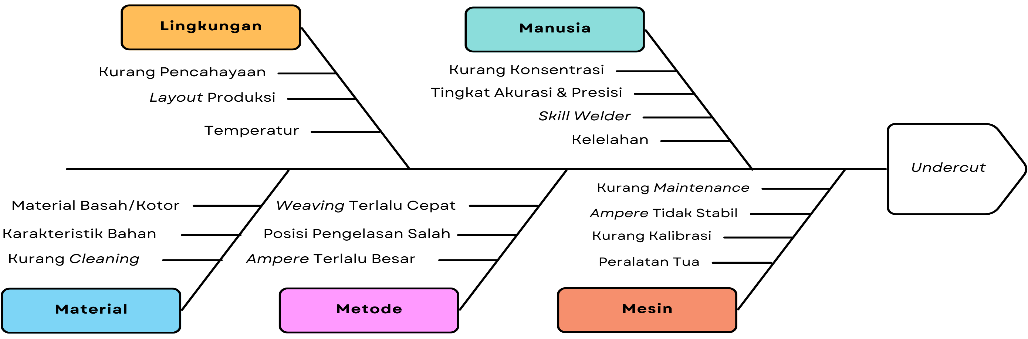 Lingkungan
Kurang Pencahayaan
Layout Produksi
Temperatur
Manusia
Kurang Konsentrasi
Tingkat Akurasi & Presisi
Skill Welder
Kelelahan
Undercut
Material Basah/Kotor
Karakteristik Bahan
Kurang Cleaning
Material
Weaving Terlalu Cepat
Posisi Pengelasan Salah
Ampere Terlalu Besar
Metode
Kurang Maintenance
Ampere Tidak Stabil
Kurang Kalibrasi
Peralatan Tua
Mesin